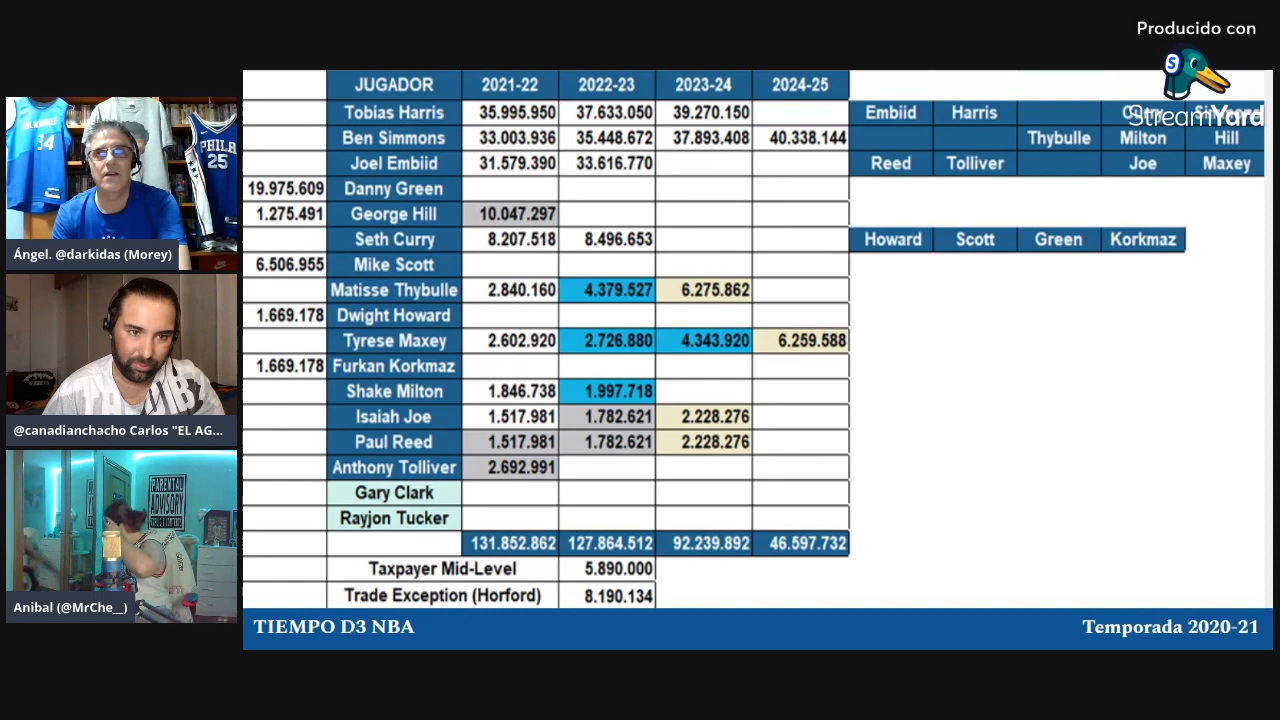 Producido con
StreamYard
JUGADOR 2021-22 2022-23 2023-24 2024-25
Tobias Harris 35.995.950 37.633.050 39.270.150
Ben Simmons 33.003.936 35.448.672 37.893.408 40.338.144
Joel Embiid 31.579.390 33.616.770
19.975.609 Danny Green
1.275.491 George Hill 10.047.297
Seth Curry 8.207.518 8.496.653
6.506.955 Mike Scott
Matisse Thybulle 2.840.160 4.379.527 6.275.862
1.669.178 Dwight Howard
Tyrese Maxey 2.602.920 2.726.880 4.343.920 6.259.588
1.669.178 Furkan Korkmaz
Shake Milton 1.846.738 1.997.718
Isaiah Joe 1.517.981 1.782.621 2.228.276
Paul Reed 1.517.981 1.782.621 2.228.276
Anthony Tolliver 2.692.991
Gary Clark
Rayjon Tucker
131.852.862 127.864.512 92.239.892 46.597.732
Taxpayer Mid-Level 5.890.000
Trade Exception (Horford) 8.190.134
Embiid Harris
Thybulle Milton Hill
Reed Tolliver Joe Maxey
Howard Scott Green Korkmaz
34
PHILA
25
Ángel. @darkidas (Morey)
@canadianchacho Carlos "EL AG...
PARENTAL
ADVISORY
Anibal (@MrChe__)
TIEMPO D3 NBA
Temporada 2020-21